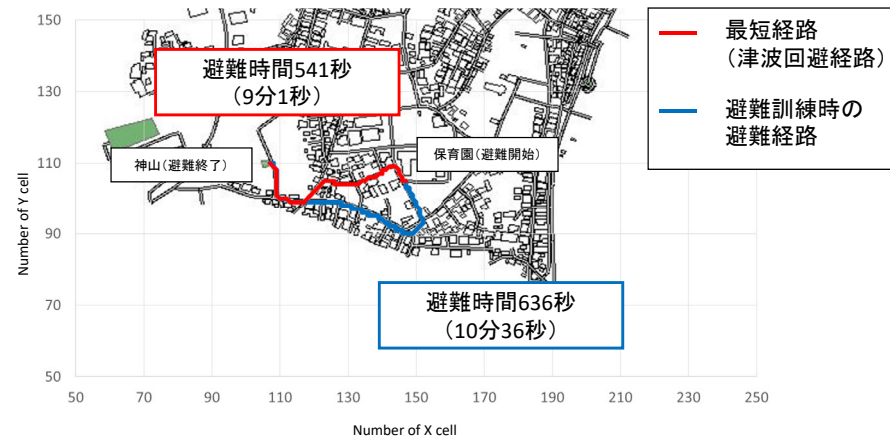 最短経路
（津波回避経路）
避難訓練時の
避難経路
避難時間541秒
（9分1秒）
神山（避難終了）
保育園（避難開始）
避難時間636秒
（10分36秒）
150
130
110
90
70
50
Number of Y cell
50
70
90
110
130
150
170
190
210
230
250
Number of X cell